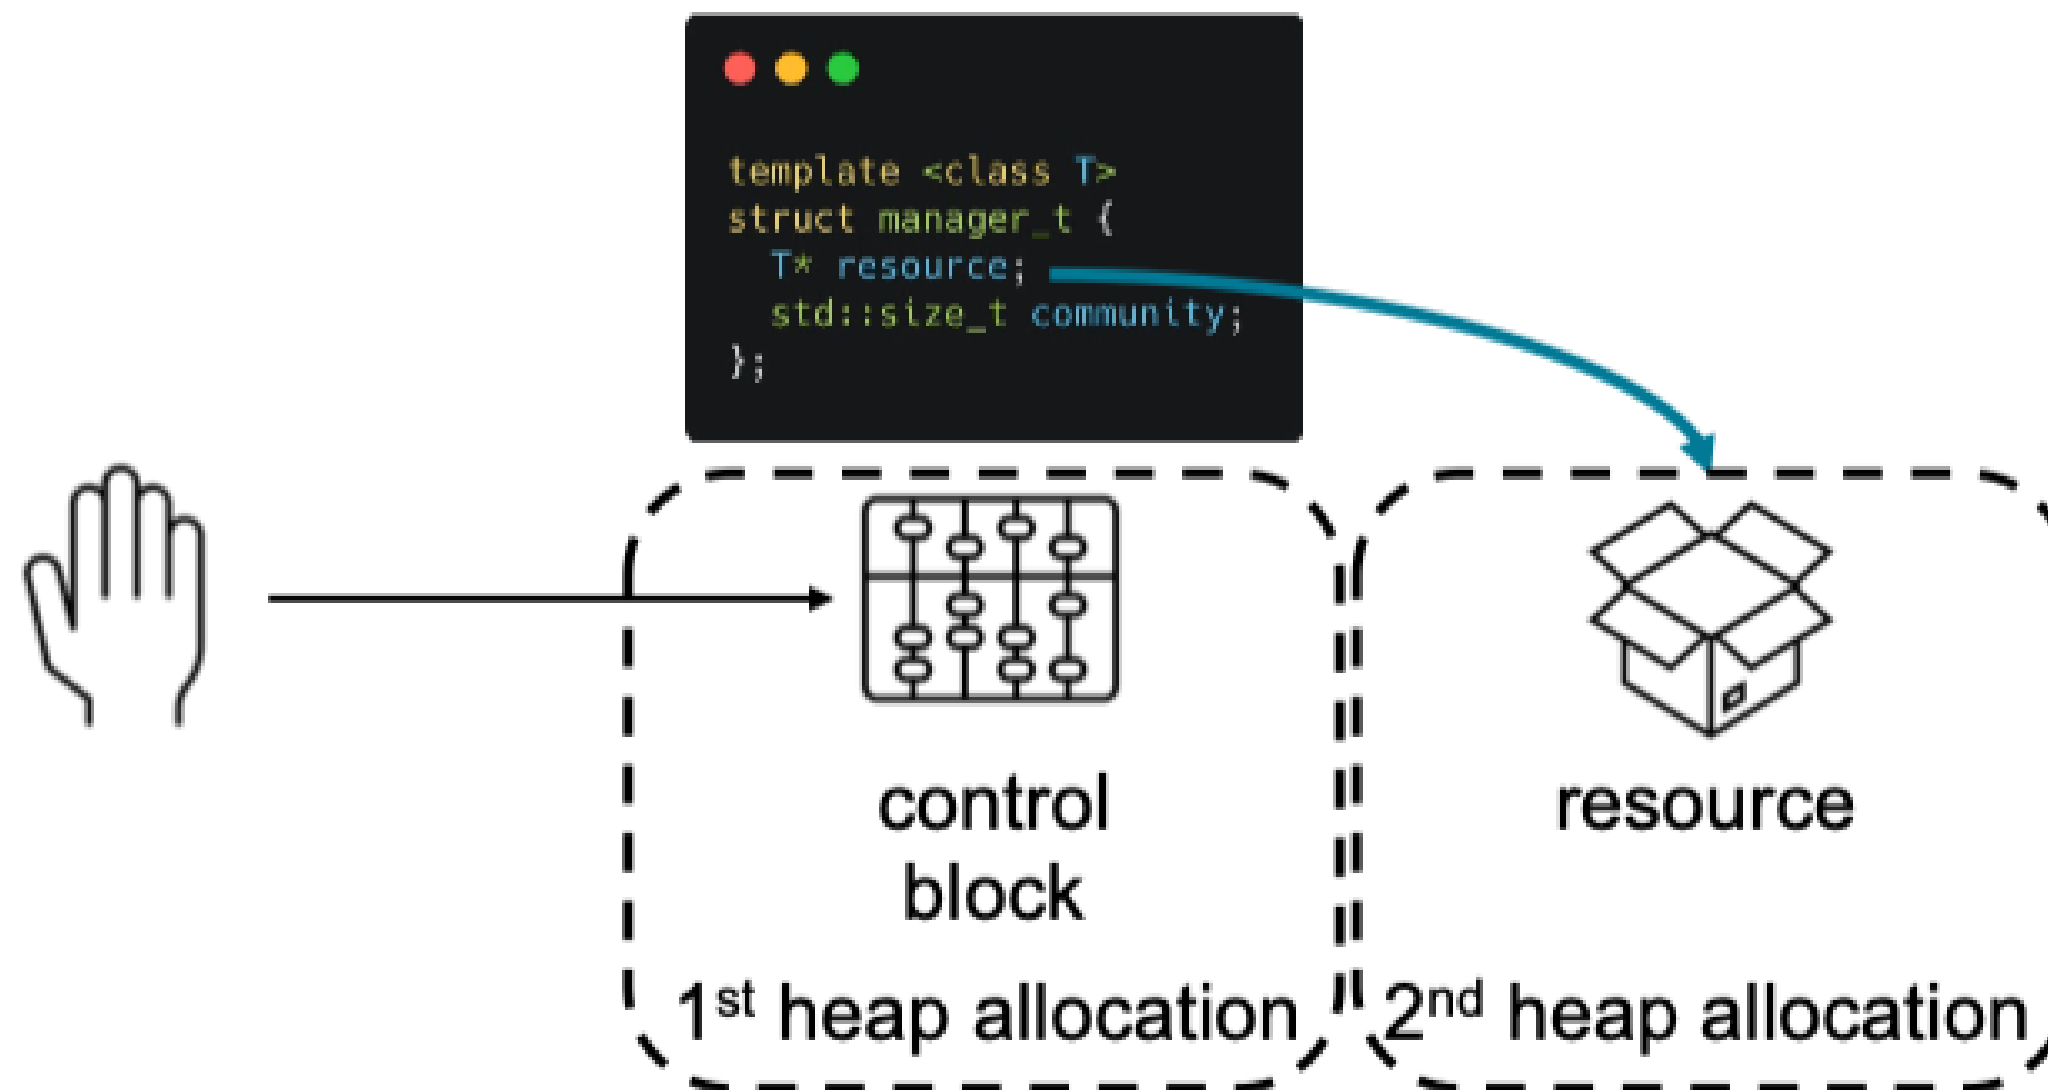 template <class T>
struct manager_t {
  T* resource;
  std::size_t community;
};
control
block
1st heap allocation
resource
2nd heap allocation